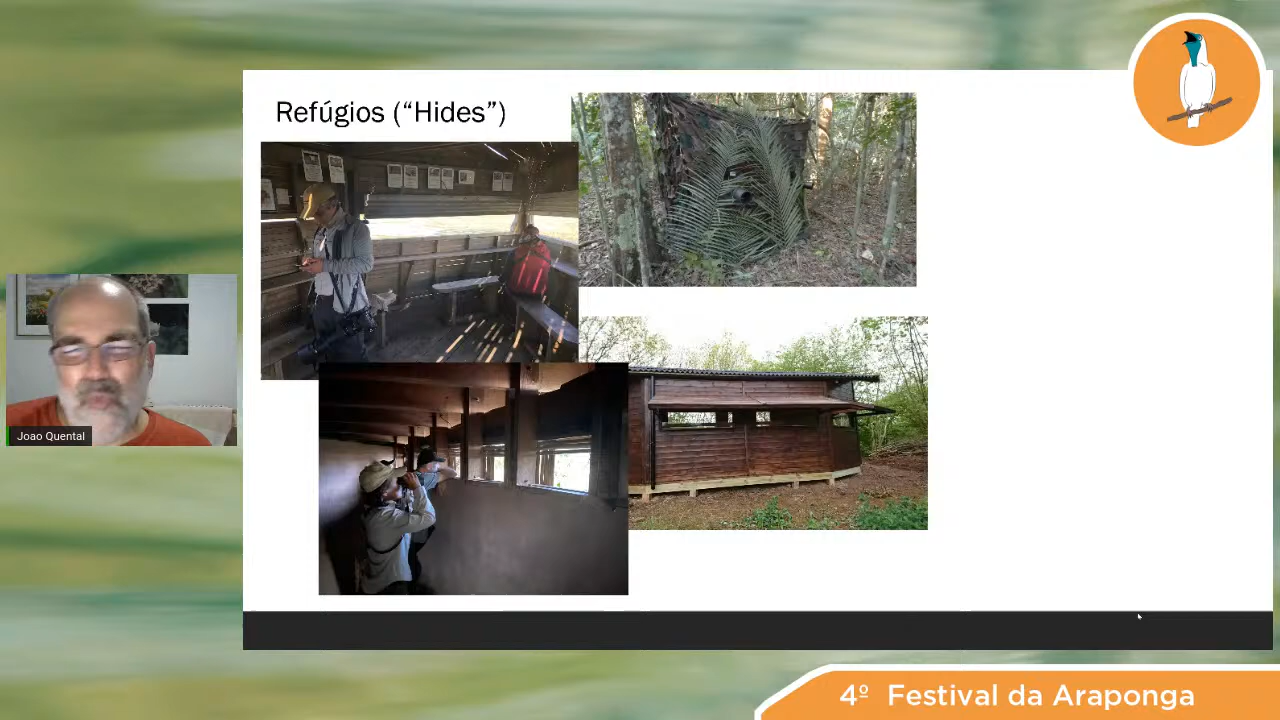 Refúgios (“Hides”)
Joao Quental
4º Festival da Araponga